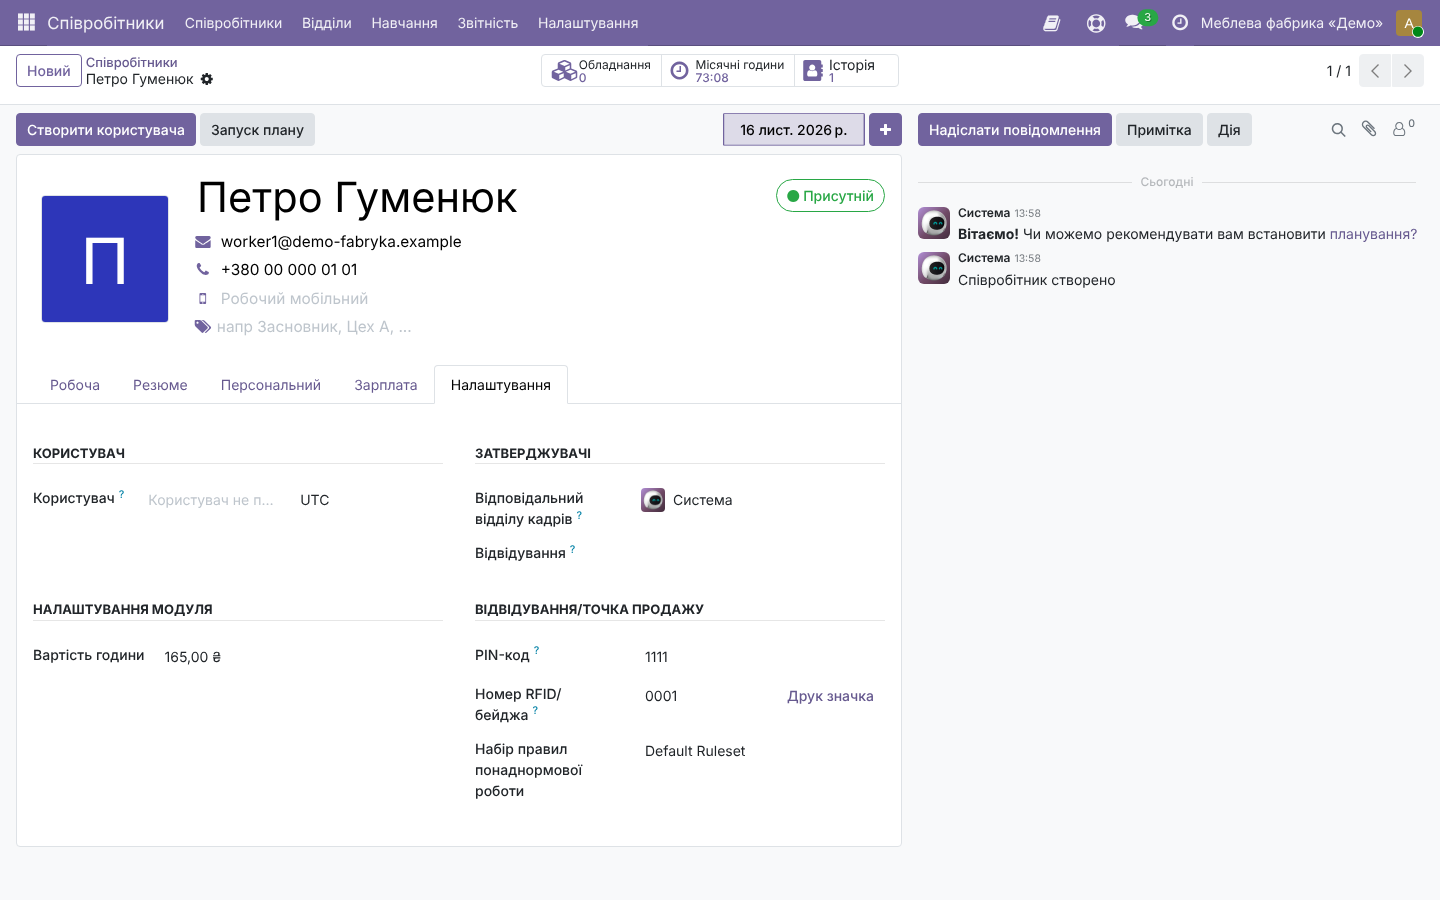 Співробітники Співробітники Відділи Навчання Звітність Налаштування 3 Меблева фабрика «Демо» A
Новий Співробітники
Петро Гуменюк
Обладнання 0
Місячні години 73:08
Історія 1
1 / 1
Створити користувача Запуск плану 16 лист. 2026 р. +
Надіслати повідомлення Примітка Дія 0
Петро Гуменюк
Присутній
П
worker1@demo-fabryka.example
+380 00 000 01 01
Робочий мобільний
напр Засновник, Цех А, ...
Робоча Резюме Персональний Зарплата Налаштування
КОРИСТУВАЧ
Користувач ? Користувач не п... UTC
ЗАТВЕРДЖУВАЧІ
Відповідальний
відділу кадрів ? Система
Відвідування ?
НАЛАШТУВАННЯ МОДУЛЯ
Вартість години 165,00 ₴
ВІДВІДУВАННЯ/ТОЧКА ПРОДАЖУ
PIN-код ? 1111
Номер RFID/
бейджа ? 0001 Друк значка
Набір правил
понаднормової
роботи Default Ruleset
Сьогодні
Система 13:58
Вітаємо! Чи можемо рекомендувати вам встановити планування?
Система 13:58
Співробітник створено